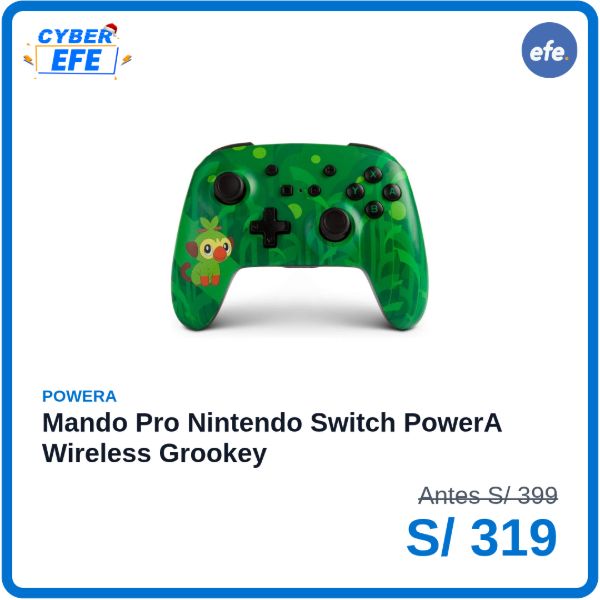 CYBER
EFE
efe.
X
Y
A
B
POWERA
Mando Pro Nintendo Switch PowerA
Wireless Grookey
Antes S/ 399
S/ 319